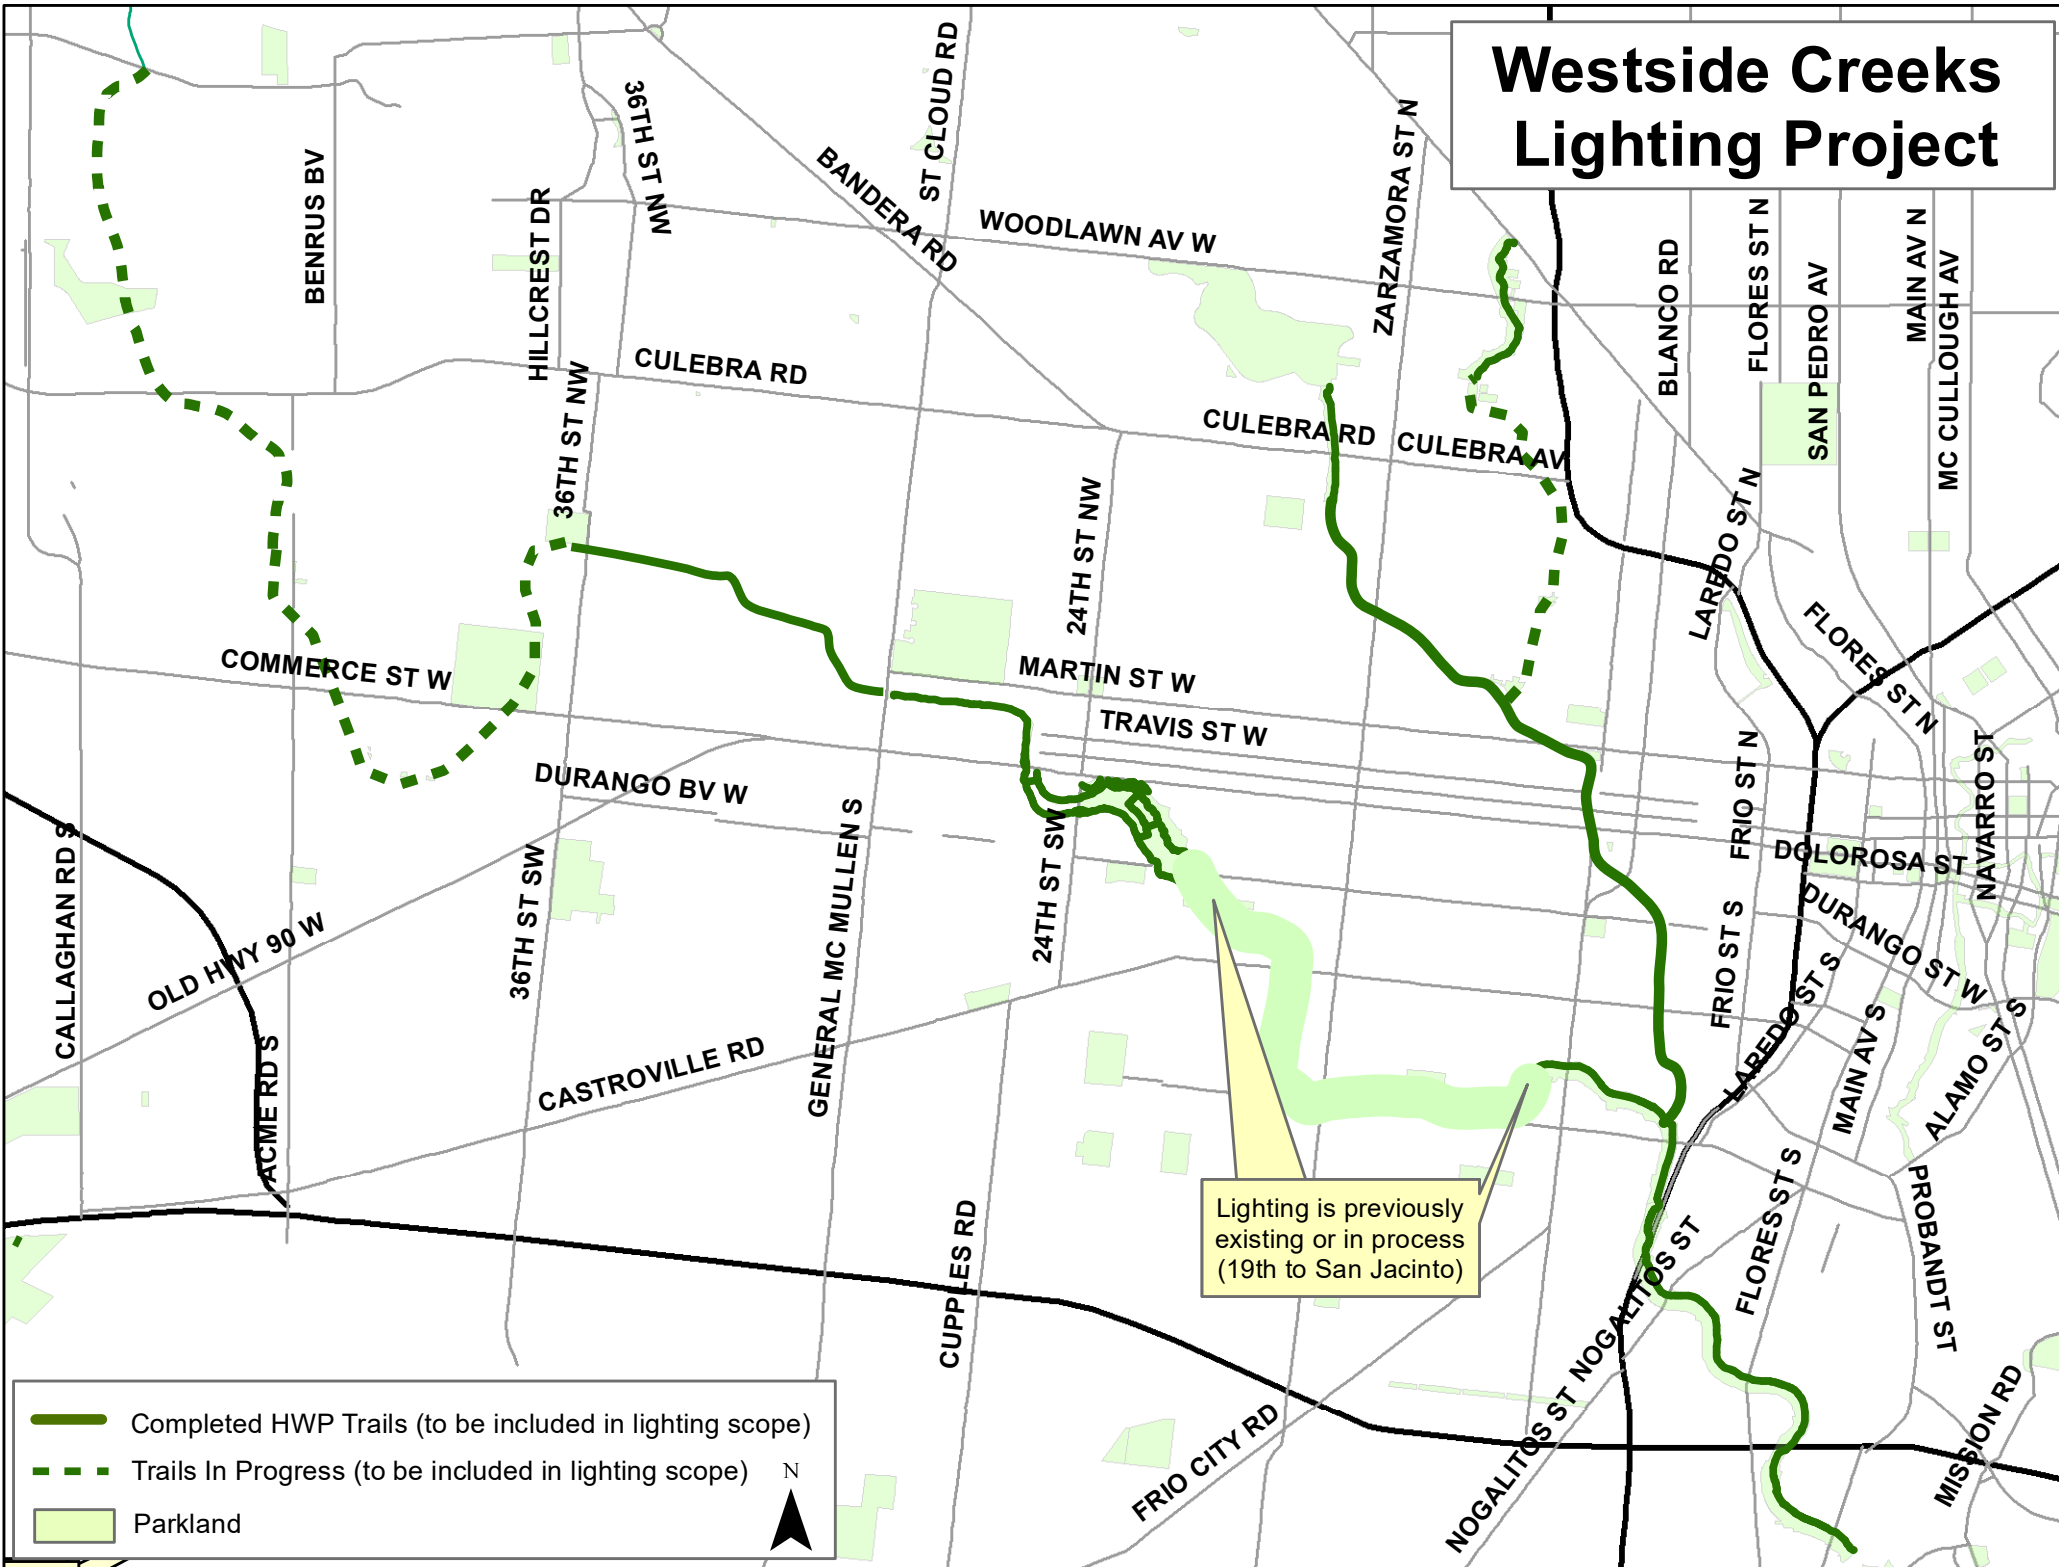 Westside Creeks
Lighting Project
36TH ST NW
ST CLOUD RD
BANDERA RD
ZARZAMORA ST N
BENRUS BV
HILLCREST DR
WOODLAWN AV W
BLANCO RD
FLORES ST N
SAN PEDRO AV
MAIN AV N
MC CULLOUGH AV
CULEBRA RD
36TH ST NW
CULEBRA RD
CULEBRA AV
24TH ST NW
LAREDO ST N
FLORES ST N
COMMERCE ST W
MARTIN ST W
TRAVIS ST W
DURANGO BV W
FRIO ST N
NAVARRO ST
DOLOROSA ST
CALLAGHAN RD S
36TH ST SW
GENERAL MC MULLEN S
24TH ST SW
OLD HWY 90 W
FRIO ST S
DURANGO ST W
LAREDO ST S
MAIN AV S
ALAMO ST S
ACME RD S
CASTROVILLE RD
CUPPLES RD
Lighting is previously
existing or in process
(19th to San Jacinto)
FLORES ST S
PROBANDT ST
NOGALITOS ST
NOGALITOS ST
FRIO CITY RD
MISSION RD
Completed HWP Trails (to be included in lighting scope)
Trails In Progress (to be included in lighting scope)
N
Parkland